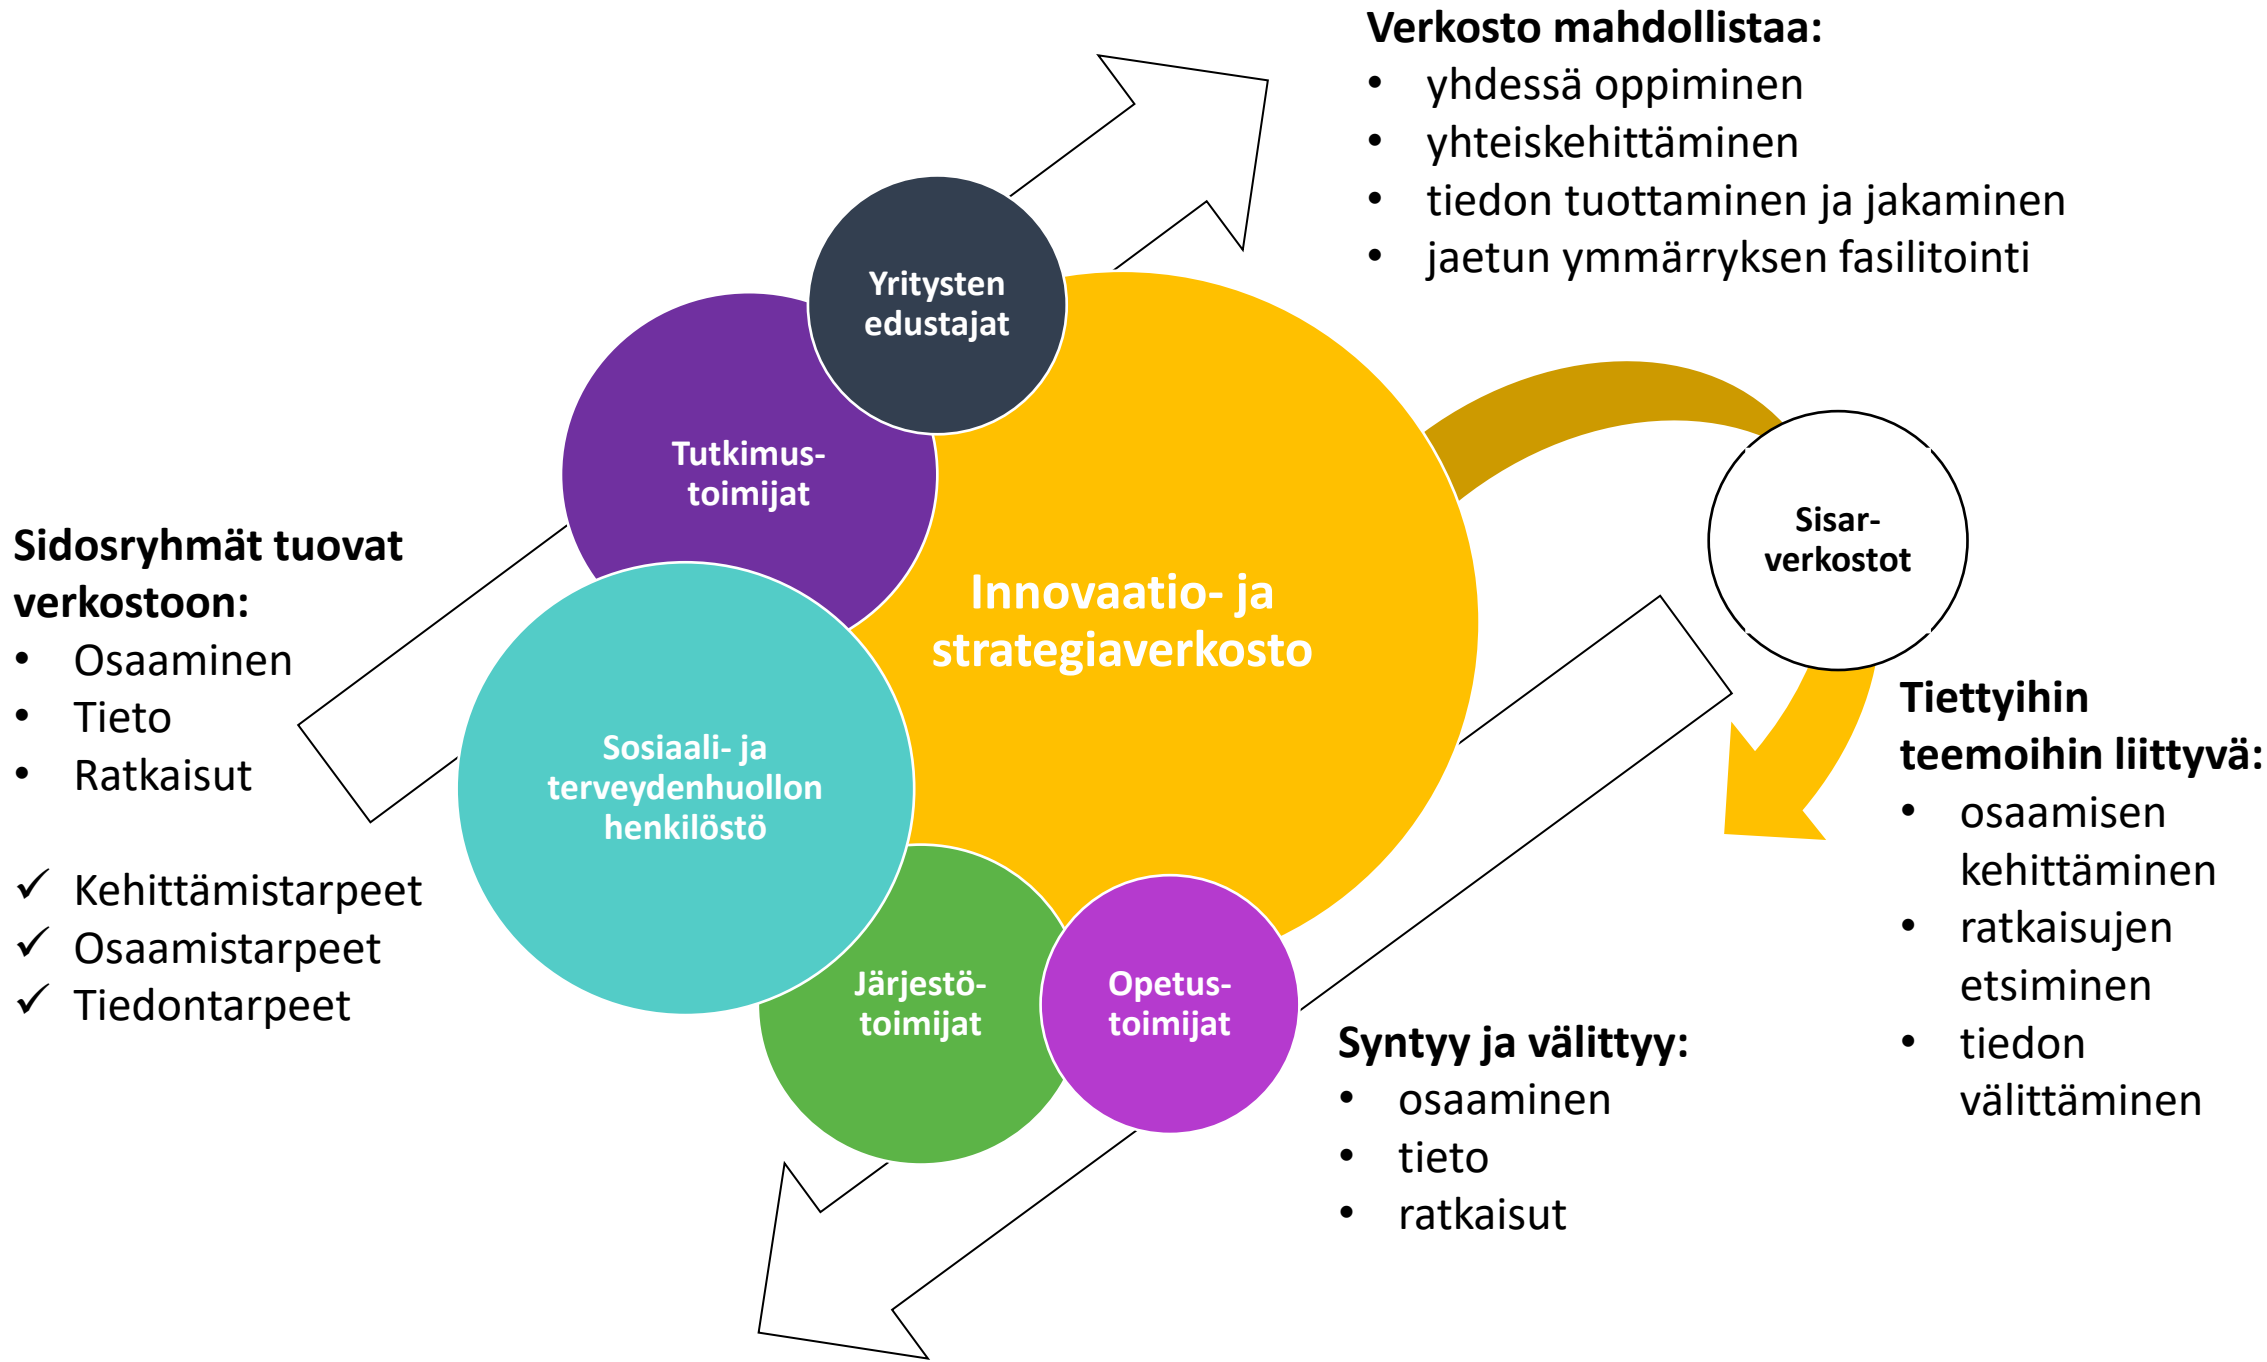 Verkosto mahdollistaa:
• yhdessä oppiminen
• yhteiskehittäminen
• tiedon tuottaminen ja jakaminen
• jaetun ymmärryksen fasilitointi
Yritysten
edustajat
Tutkimus-
toimijat
Innovaatio- ja
strategiaverkosto
Sosiaali- ja
terveydenhuollon
henkilöstö
Järjestö-
toimijat
Opetus-
toimijat
Sisar-
verkostot
Sidosryhmät tuovat
verkostoon:
• Osaaminen
• Tieto
• Ratkaisut
✓ Kehittämistarpeet
✓ Osaamistarpeet
✓ Tiedontarpeet
Syntyy ja välittyy:
• osaaminen
• tieto
• ratkaisut
Tiettyihin
teemoihin liittyvä:
• osaamisen
kehittäminen
• ratkaisujen
etsiminen
• tiedon
välittäminen